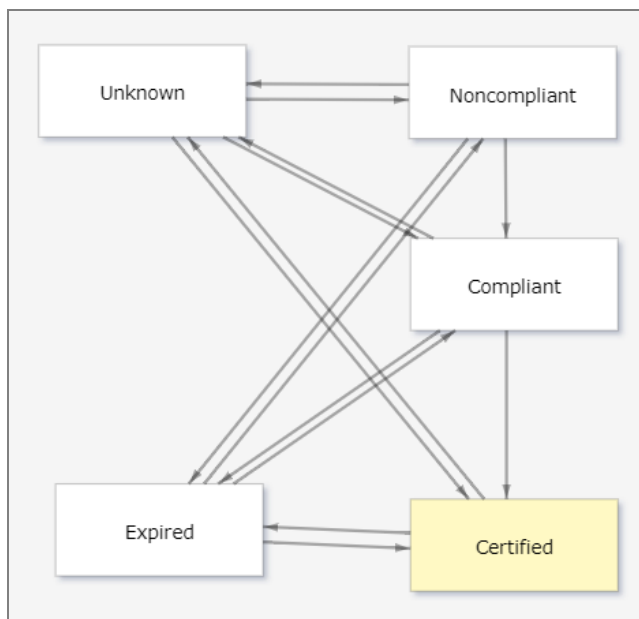 Unknown
Noncompliant
Compliant
Expired
Certified